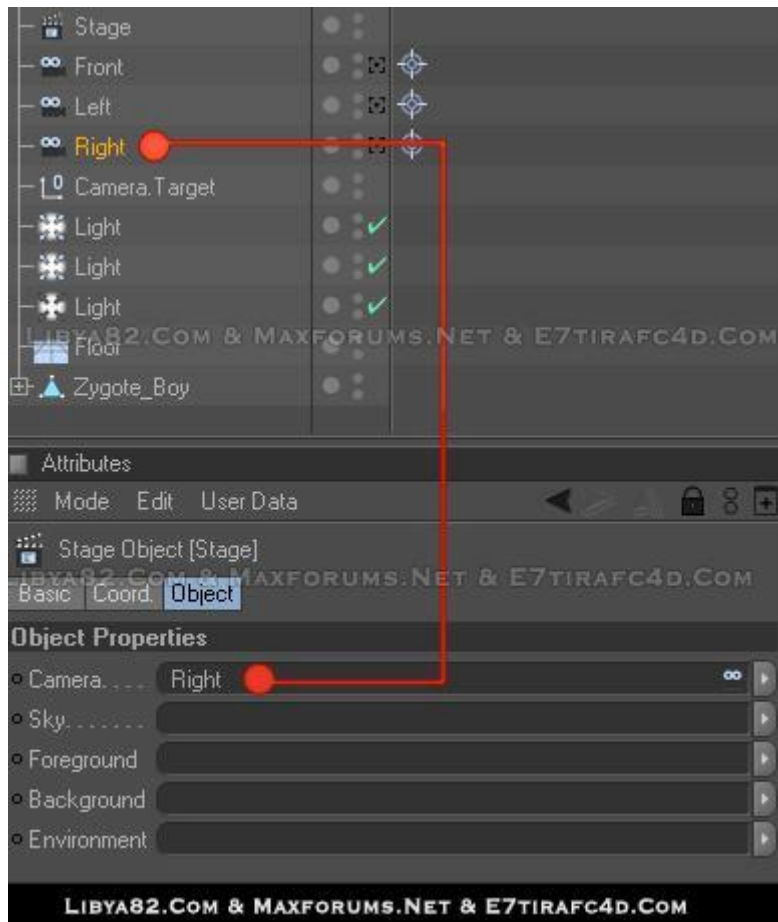 Stage
Front
Left
Right
Camera.Target
Light
Light
Light
LIBYA82.COM & MAXFORUMS.NET & E7TIRAFC4D.COM
Floor
Zygote_Boy
Attributes
Mode Edit User Data
Stage Object [Stage]
LIBYA82.COM & MAXFORUMS.NET & E7TIRAFC4D.COM
Basic Coord. Object
Object Properties
Camera. . . . Right
Sky. . . . . . .
Foreground
Background
Environment
LIBYA82.COM & MAXFORUMS.NET & E7TIRAFC4D.COM